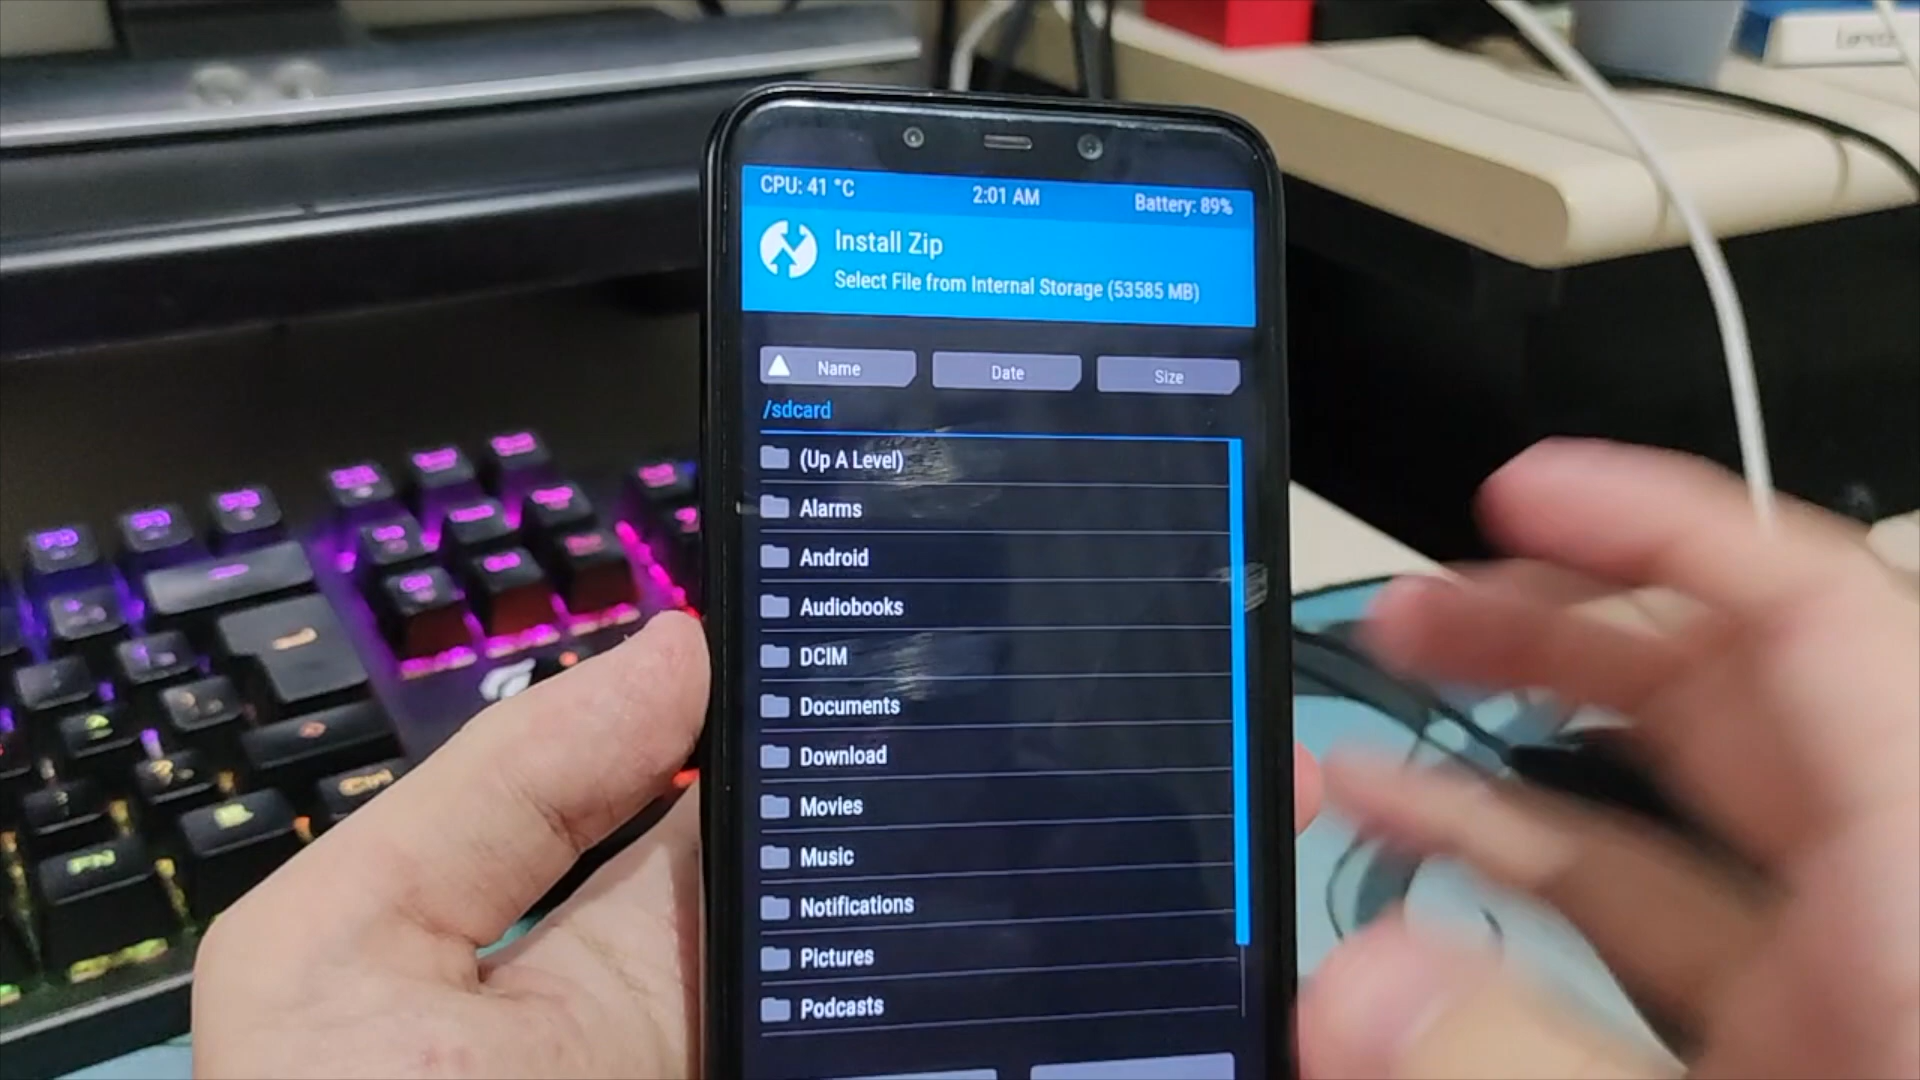 CPU: 41 °C 2:01 AM Battery: 89%
Install Zip
Select File from Internal Storage (53585 MB)
Name Date Size
/sdcard
(Up A Level)
Alarms
Android
Audiobooks
DCIM
Documents
Download
Movies
Music
Notifications
Pictures
Podcasts
FN